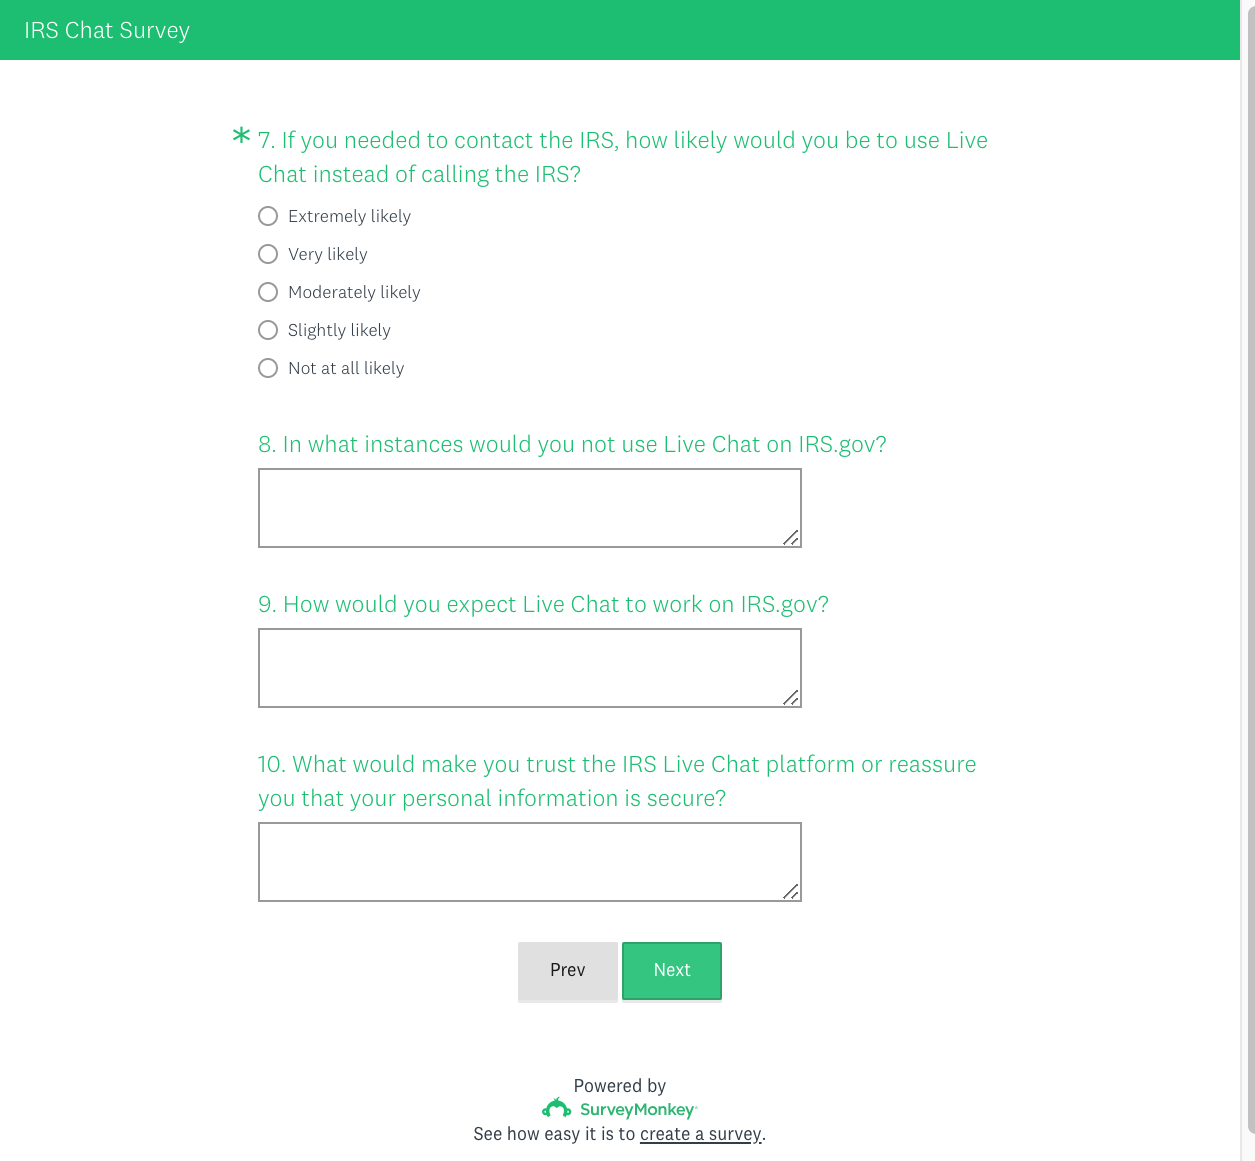 IRS Chat Survey
* 7. If you needed to contact the IRS, how likely would you be to use Live
Chat instead of calling the IRS?
Extremely likely
Very likely
Moderately likely
Slightly likely
Not at all likely
8. In what instances would you not use Live Chat on IRS.gov?
9. How would you expect Live Chat to work on IRS.gov?
10. What would make you trust the IRS Live Chat platform or reassure
you that your personal information is secure?
Prev Next
Powered by
SurveyMonkey
See how easy it is to create a survey.